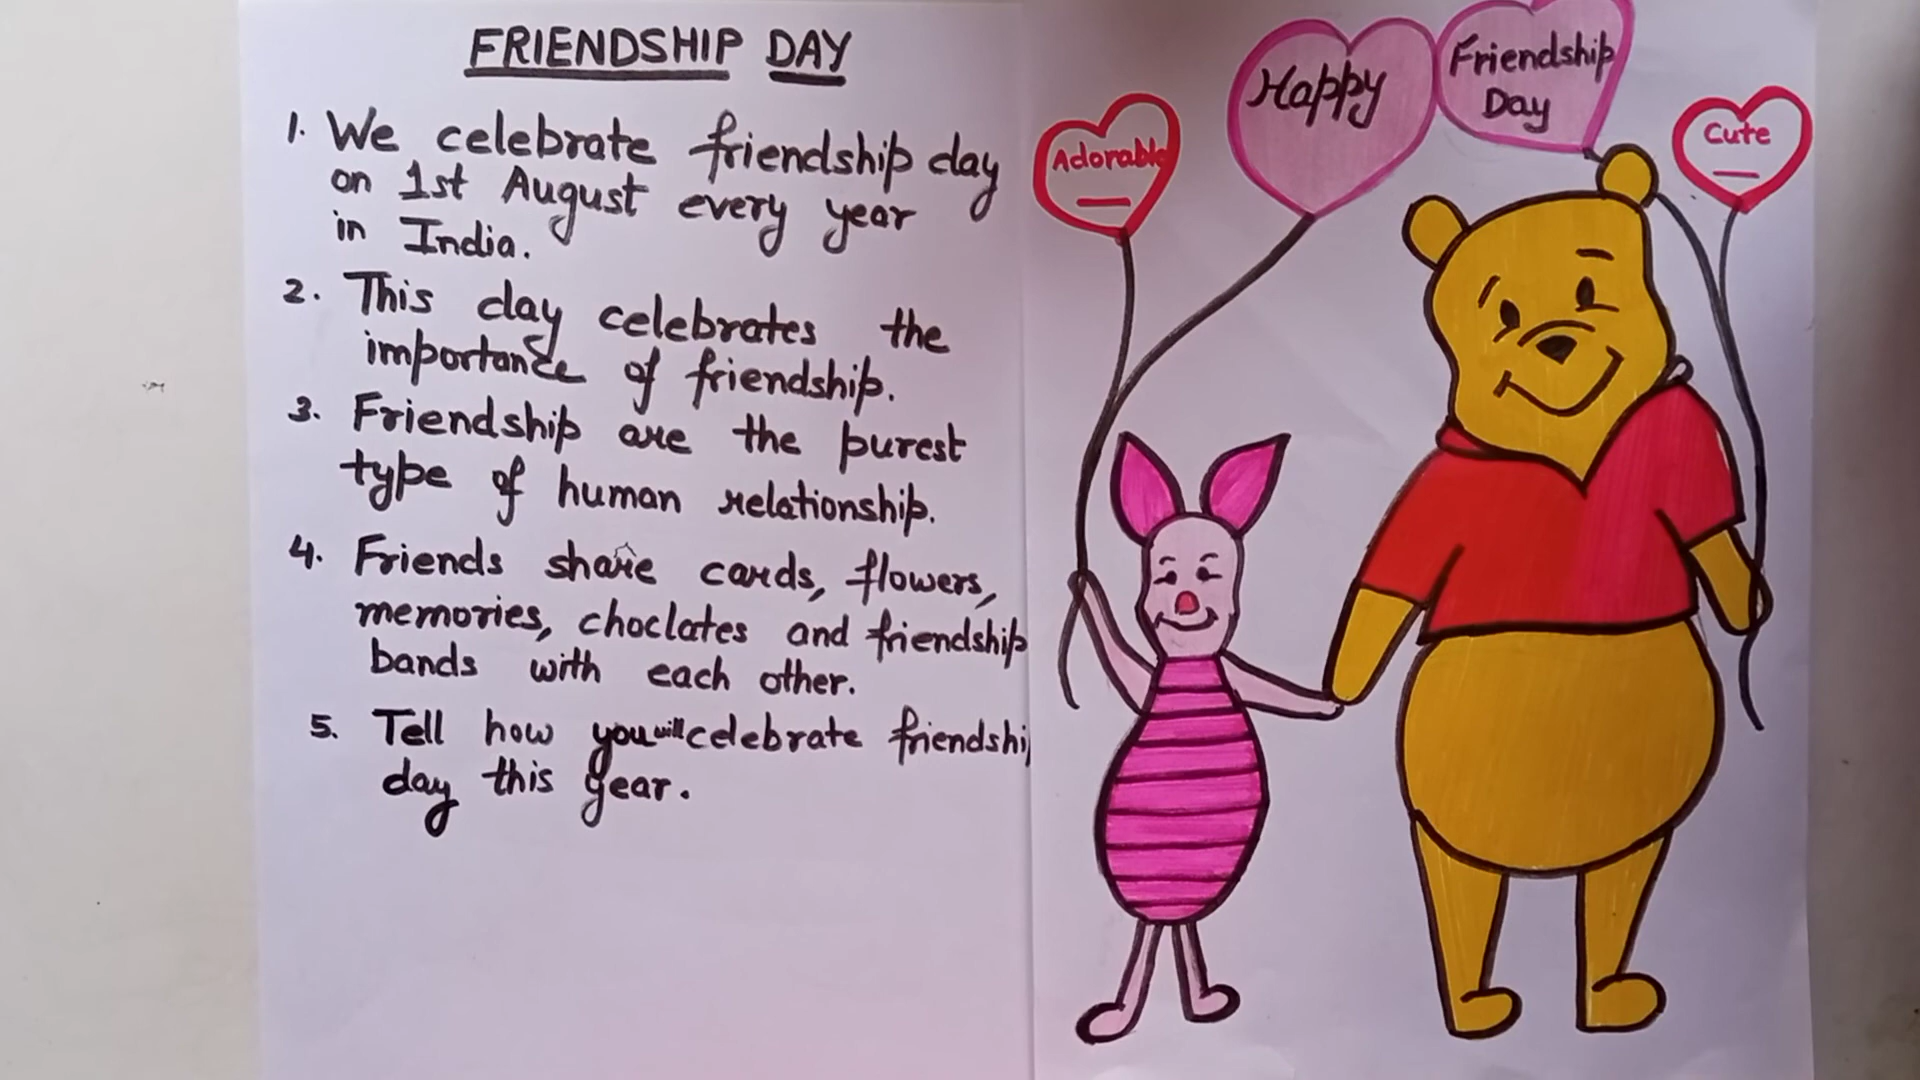 FRIENDSHIP DAY
1. We celebrate friendship day
on 1st August every year
in India.
2. This day celebrates the
importance of friendship.
3. Friendship are the purest
type of human relationship.
4. Friends share cards, flowers,
memories, choclates and friendship
bands with each other.
5. Tell how you will celebrate friendship
day this year.
Adorable
Happy
Friendship
Day
Cute